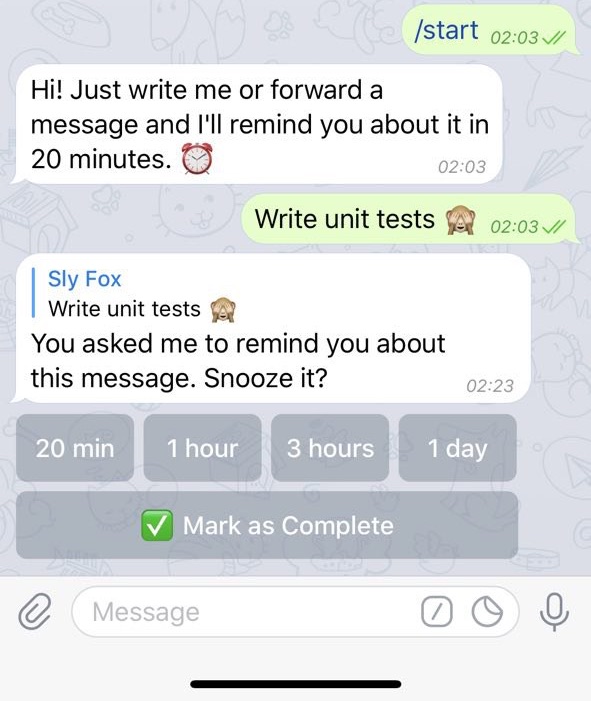 /start 02:03
Hi! Just write me or forward a
message and I'll remind you about it in
20 minutes. ⏰ 02:03
Write unit tests 🙈 02:03
Sly Fox
Write unit tests 🙈
You asked me to remind you about
this message. Snooze it? 02:23
20 min 1 hour 3 hours 1 day
✅ Mark as Complete
Message